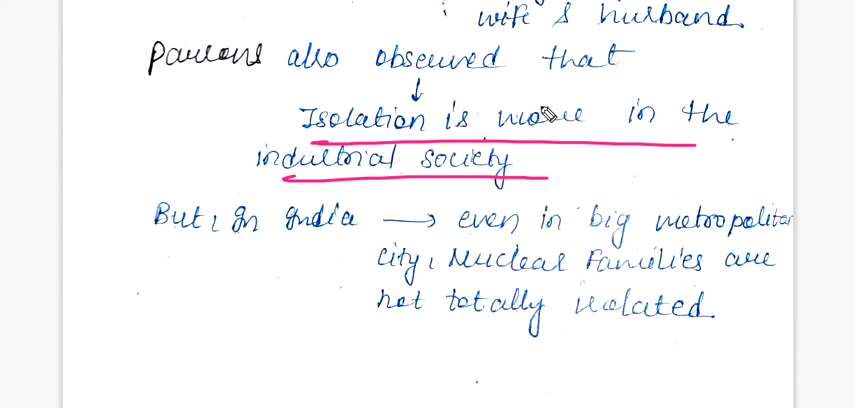 wife & husband.
Parsons also observed that
↓
Isolation is more in the
industrial society
But, In India → even in big metropolitan
city, Nuclear Families are
not totally isolated.